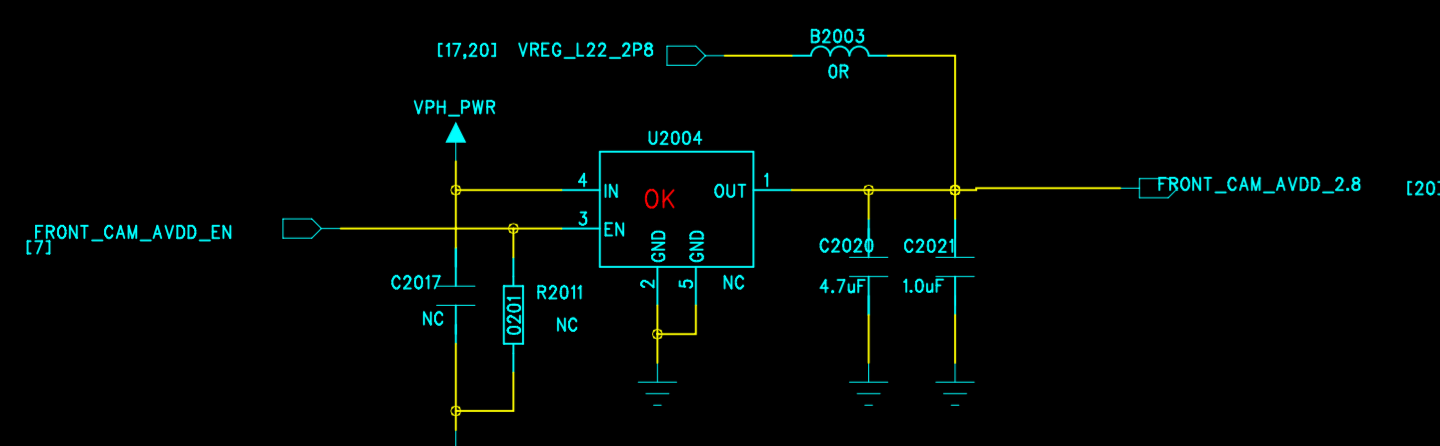 [17,20] VREG_L22_2P8
B2003
0R
VPH_PWR
U2004
4
IN
OUT
1
OK
FRONT_CAM_AVDD_2.8
[20]
3
EN
FRONT_CAM_AVDD_EN
[7]
GND
GND
2
5
NC
C2017
NC
0201
R2011
NC
C2020
4.7uF
C2021
1.0uF